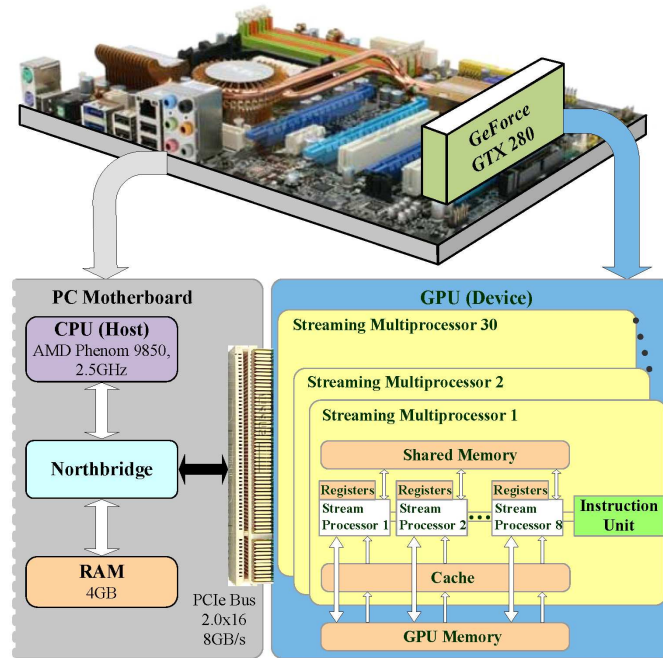 GeForce
GTX 280
PC Motherboard
CPU (Host)
AMD Phenom 9850,
2.5GHz
Northbridge
RAM
4GB
PCIe Bus
2.0x16
8GB/s
GPU (Device)
Streaming Multiprocessor 30
Streaming Multiprocessor 2
Streaming Multiprocessor 1
Shared Memory
Registers
Registers
Registers
Stream
Processor 1
Stream
Processor 2
Stream
Processor 8
Instruction
Unit
Cache
GPU Memory